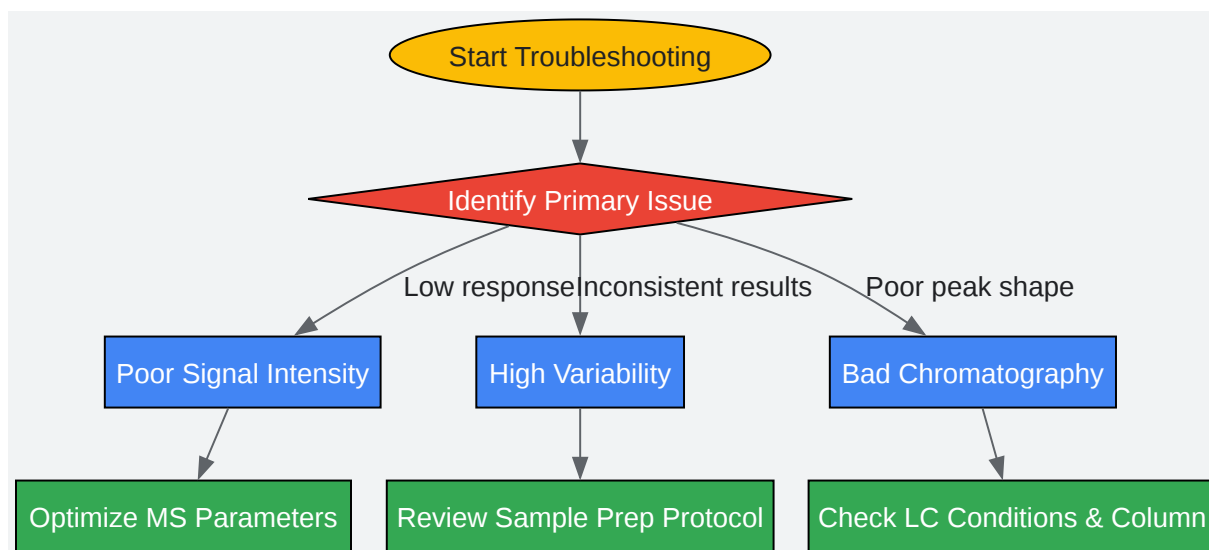 Start Troubleshooting
Identify Primary Issue
Low response
Inconsistent results
Poor peak shape
Poor Signal Intensity
High Variability
Bad Chromatography
Optimize MS Parameters
Review Sample Prep Protocol
Check LC Conditions & Column